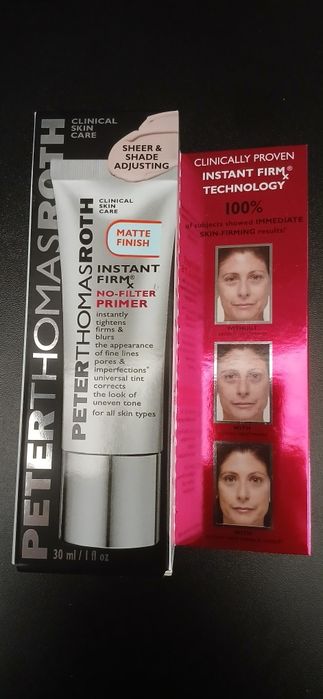 PETERTHOMASROTH
CLINICAL
SKIN
CARE
SHEER &
SHADE
ADJUSTING
PETERTHOMASROTH
CLINICAL
SKIN
CARE
MATTE
FINISH
INSTANT
FIRMx®
NO-FILTER
PRIMER
instantly
tightens
firms &
blurs
the appearance
of fine lines
pores &
imperfections*
universal tint
corrects
the look of
uneven tone
for all skin types
30 ml / 1 fl oz
CLINICALLY PROVEN
INSTANT FIRMx®
TECHNOLOGY
100%
of subjects showed IMMEDIATE
SKIN-FIRMING results!
WITHOUT
WITH
WITH